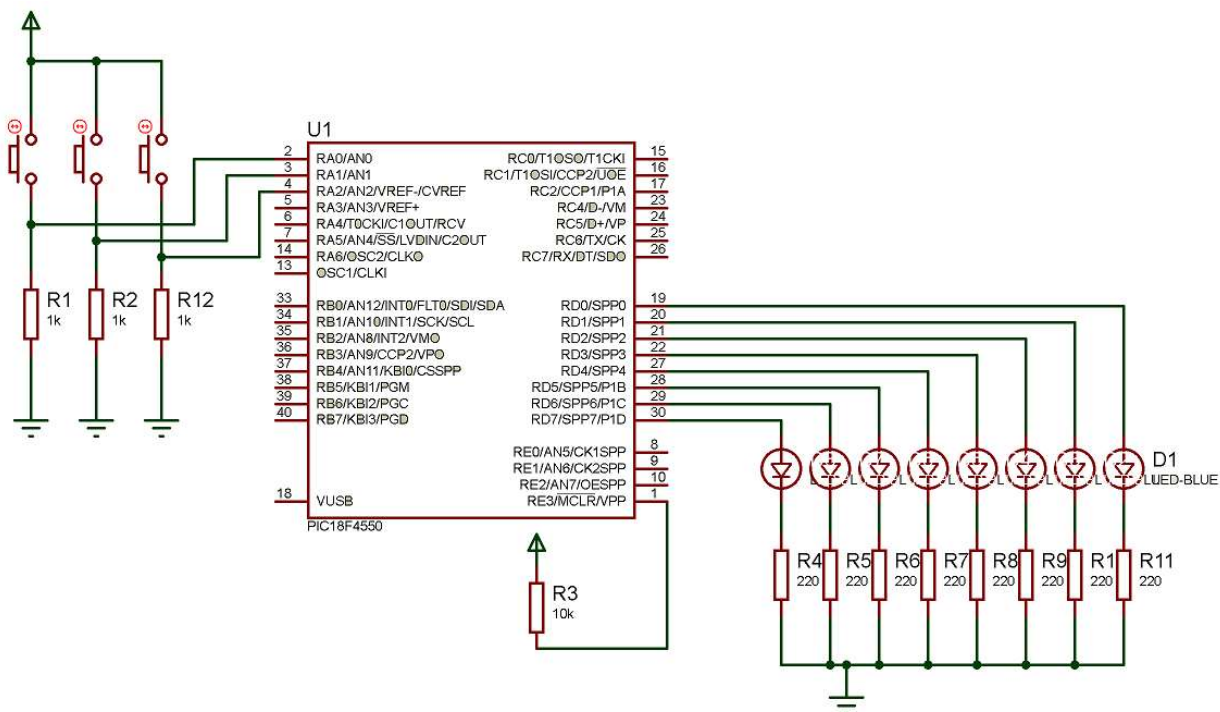 U1
2 RA0/AN0
3 RA1/AN1
4 RA2/AN2/VREF-/CVREF
5 RA3/AN3/VREF+
6 RA4/T0CKI/C1OUT/RCV
7 RA5/AN4/SS/LVDIN/C2OUT
14 RA6/OSC2/CLKO
13 OSC1/CLKI
33 RB0/AN12/INT0/FLT0/SDI/SDA
34 RB1/AN10/INT1/SCK/SCL
35 RB2/AN8/INT2/VMO
36 RB3/AN9/CCP2/VPO
37 RB4/AN11/KBI0/CSSPP
38 RB5/KBI1/PGM
39 RB6/KBI2/PGC
40 RB7/KBI3/PGD
18 VUSB
RC0/T1OSO/T1CKI 15
RC1/T1OSI/CCP2/UOE 16
RC2/CCP1/P1A 17
RC4/D-/VM 23
RC5/D+/VP 24
RC6/TX/CK 25
RC7/RX/DT/SDO 26
RD0/SPP0 19
RD1/SPP1 20
RD2/SPP2 21
RD3/SPP3 22
RD4/SPP4 27
RD5/SPP5/P1B 28
RD6/SPP6/P1C 29
RD7/SPP7/P1D 30
RE0/AN5/CK1SPP 8
RE1/AN6/CK2SPP 9
RE2/AN7/OESPP 10
RE3/MCLR/VPP 1
PIC18F4550
R1
1k
R2
1k
R12
1k
R3
10k
D1
LED-BLUE
R4
220
R5
220
R6
220
R7
220
R8
220
R9
220
R1
220
R11
220